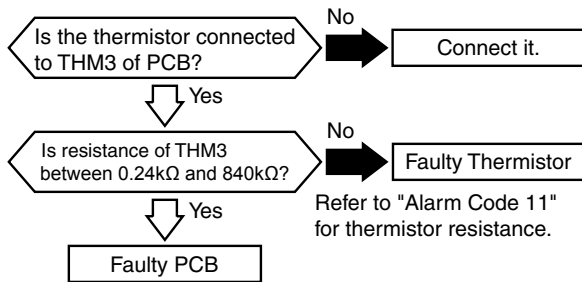 Is the thermistor connected
to THM3 of PCB?
No
Connect it.
Yes
Is resistance of THM3
between 0.24kΩ and 840kΩ?
No
Faulty Thermistor
Refer to "Alarm Code 11"
for thermistor resistance.
Yes
Faulty PCB